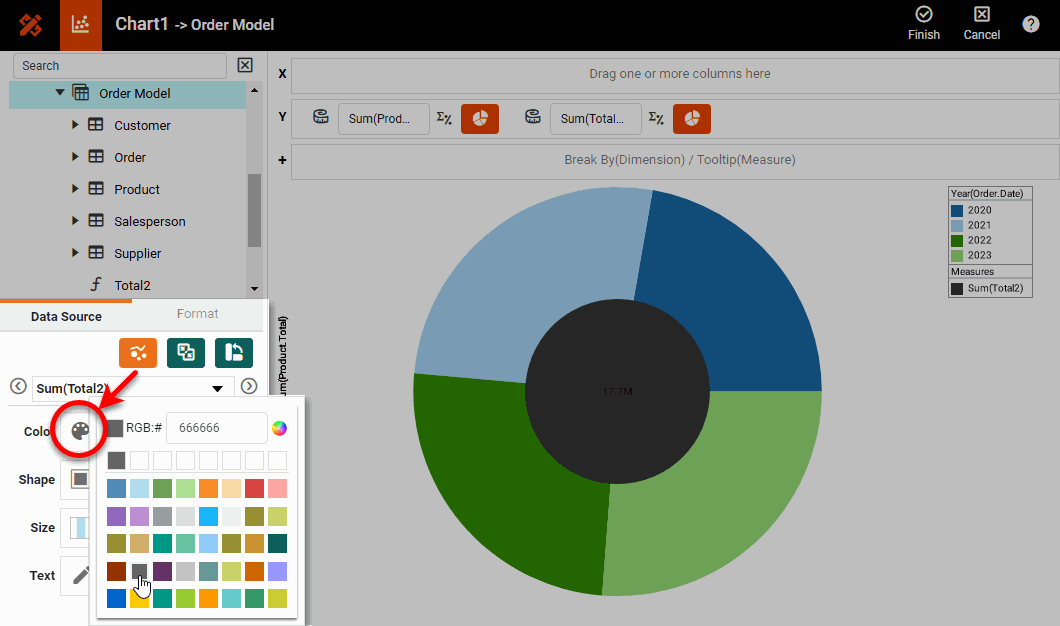 Chart1 -> Order Model
Finish
Cancel
?
Search
Order Model
Customer
Order
Product
Salesperson
Supplier
f Total2
X
Drag one or more columns here
Y
Sum(Prod...
Σ%
Sum(Total...
Σ%
+
Break By(Dimension) / Tooltip(Measure)
Year(Order.Date)
2020
2021
2022
2023
Measures
Sum(Total2)
17.7M
um(Product.Total)
Data Source
Format
Sum(Total2)
Colo
RGB:#
666666
Shape
Size
Text